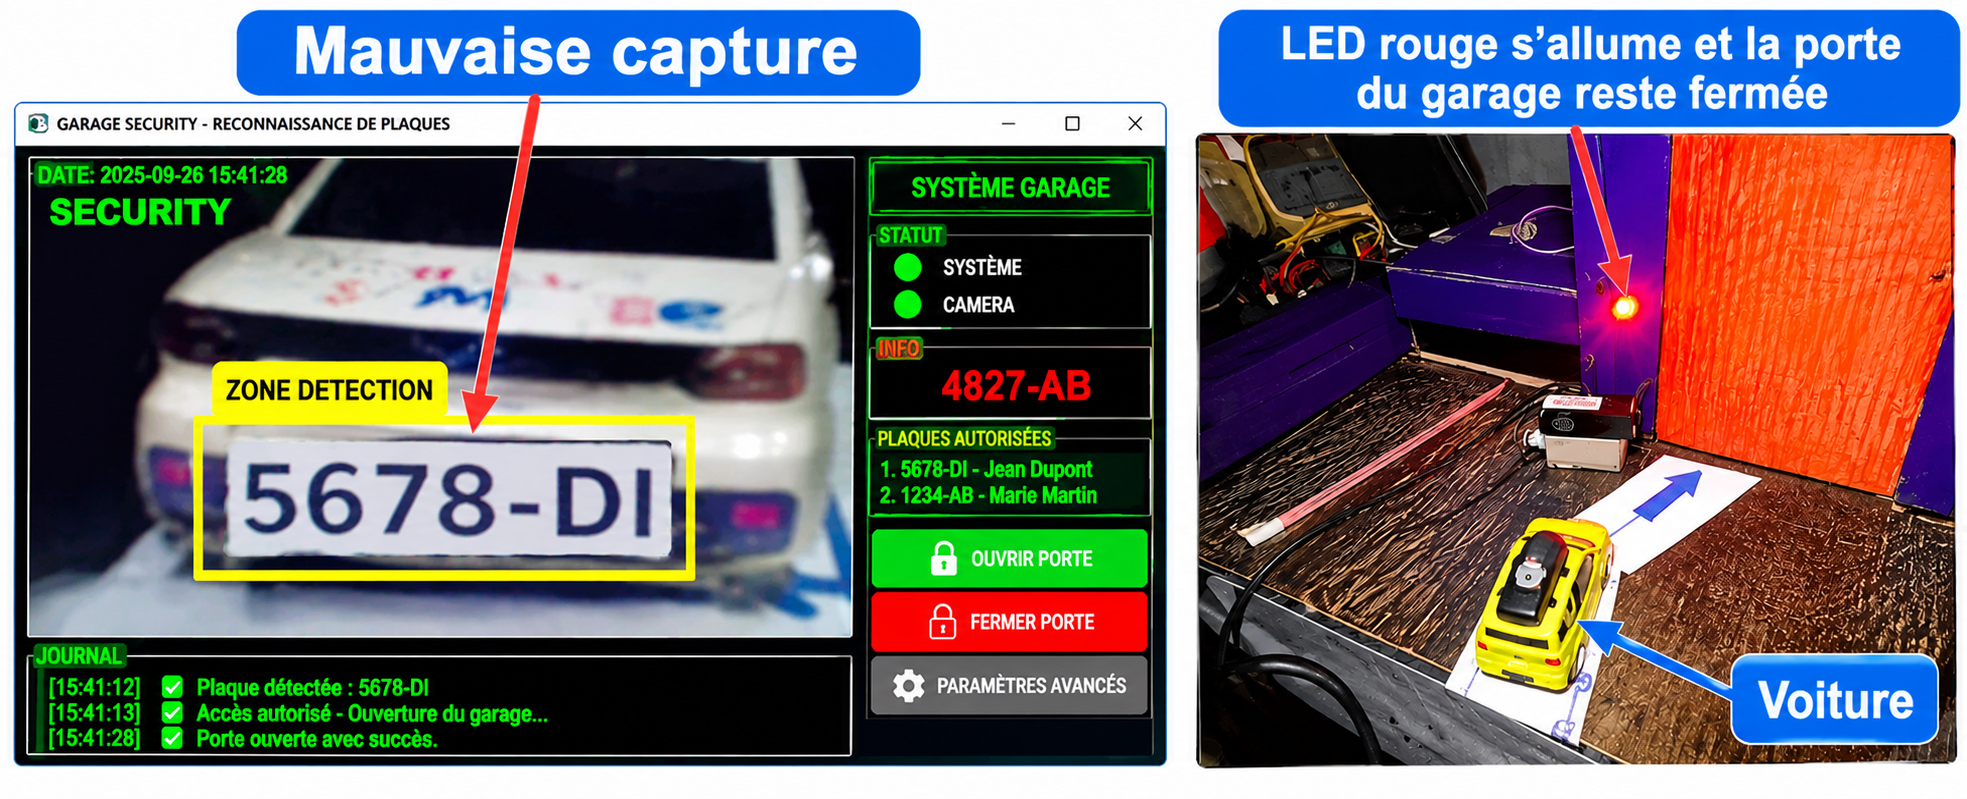 Mauvaise capture
LED rouge s’allume et la porte
du garage reste fermée
GARAGE SECURITY - RECONNAISSANCE DE PLAQUES
DATE: 2025-09-26 15:41:28
SECURITY
ZONE DETECTION
5678-DI
SYSTÈME GARAGE
STATUT
SYSTÈME
CAMERA
INFO
4827-AB
PLAQUES AUTORISÉES
1. 5678-DI - Jean Dupont
2. 1234-AB - Marie Martin
OUVRIR PORTE
FERMER PORTE
PARAMÈTRES AVANCÉS
JOURNAL
[15:41:12] Plaque détectée : 5678-DI
[15:41:13] Accès autorisé - Ouverture du garage...
[15:41:28] Porte ouverte avec succès.
Voiture